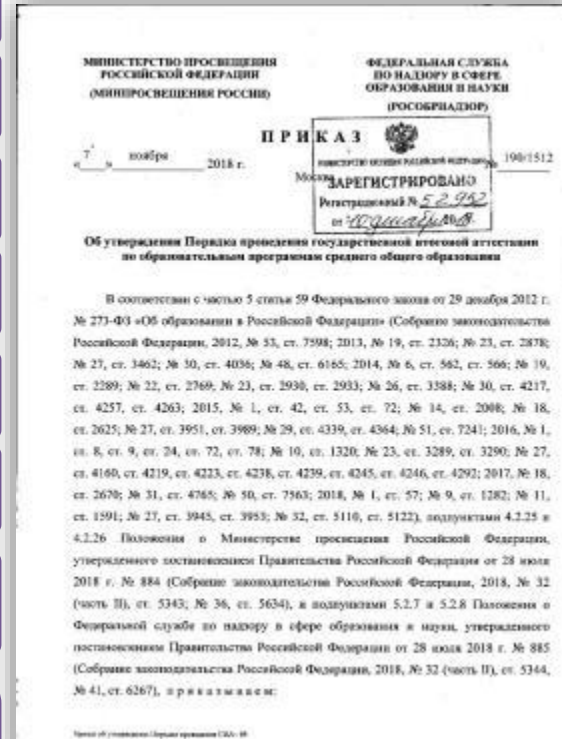 МИНИСТЕРСТВО ПРОСВЕЩЕНИЯ
РОССИЙСКОЙ ФЕДЕРАЦИИ
(МИНПРОСВЕЩЕНИЯ РОССИИ)
ФЕДЕРАЛЬНАЯ СЛУЖБА
ПО НАДЗОРУ В СФЕРЕ
ОБРАЗОВАНИЯ И НАУКИ
(РОСОБРНАДЗОР)
П Р И К А З
« 7 » ноября 2018 г.
№ 190/1512
МИНИСТЕРСТВО ЮСТИЦИИ РОССИЙСКОЙ ФЕДЕРАЦИИ
Москва
ЗАРЕГИСТРИРОВАНО
Регистрационный № 52952
от 10 декабря
Об утверждении Порядка проведения государственной итоговой аттестации
по образовательным программам среднего общего образования
В соответствии с частью 5 статьи 59 Федерального закона от 29 декабря 2012 г.
№ 273-ФЗ «Об образовании в Российской Федерации» (Собрание законодательства
Российской Федерации, 2012, № 53, ст. 7598; 2013, № 19, ст. 2326; № 23, ст. 2878;
№ 27, ст. 3462; № 30, ст. 4036; № 48, ст. 6165; 2014, № 6, ст. 562, ст. 566; № 19,
ст. 2289; № 22, ст. 2769; № 23, ст. 2930, ст. 2933; № 26, ст. 3388; № 30, ст. 4217,
ст. 4257, ст. 4263; 2015, № 1, ст. 42, ст. 53, ст. 72; № 14, ст. 2008; № 18,
ст. 2625; № 27, ст. 3951, ст. 3989; № 29, ст. 4339, ст. 4364; № 51, ст. 7241; 2016, № 1,
ст. 8, ст. 9, ст. 24, ст. 72, ст. 78; № 10, ст. 1320; № 23, ст. 3289, ст. 3290; № 27,
ст. 4160, ст. 4219, ст. 4223, ст. 4238, ст. 4239, ст. 4245, ст. 4246, ст. 4292; 2017, № 18,
ст. 2670; № 31, ст. 4765; № 50, ст. 7563; 2018, № 1, ст. 57; № 9, ст. 1282; № 11,
ст. 1591; № 27, ст. 3945, ст. 3953; № 32, ст. 5110, ст. 5122), подпунктами 4.2.25 и
4.2.26 Положения о Министерстве просвещения Российской Федерации,
утвержденного постановлением Правительства Российской Федерации от 28 июля
2018 г. № 884 (Собрание законодательства Российской Федерации, 2018, № 32
(часть II), ст. 5343; № 36, ст. 5634), и подпунктами 5.2.7 и 5.2.8 Положения о
Федеральной службе по надзору в сфере образования и науки, утвержденного
постановлением Правительства Российской Федерации от 28 июля 2018 г. № 885
(Собрание законодательства Российской Федерации, 2018, № 32 (часть II), ст. 5344,
№ 41, ст. 6267), п р и к а з ы в а е м: